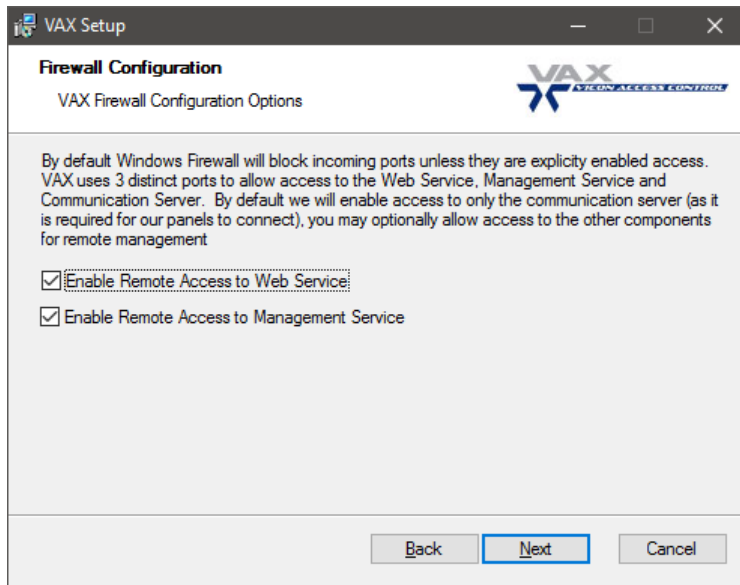 VAX Setup
Firewall Configuration
VAX Firewall Configuration Options
VAX
VICON ACCESS CONTROL
By default Windows Firewall will block incoming ports unless they are explicity enabled access.
VAX uses 3 distinct ports to allow access to the Web Service, Management Service and
Communication Server. By default we will enable access to only the communication server (as it
is required for our panels to connect), you may optionally allow access to the other components
for remote management
Enable Remote Access to Web Service
Enable Remote Access to Management Service
Back Next Cancel